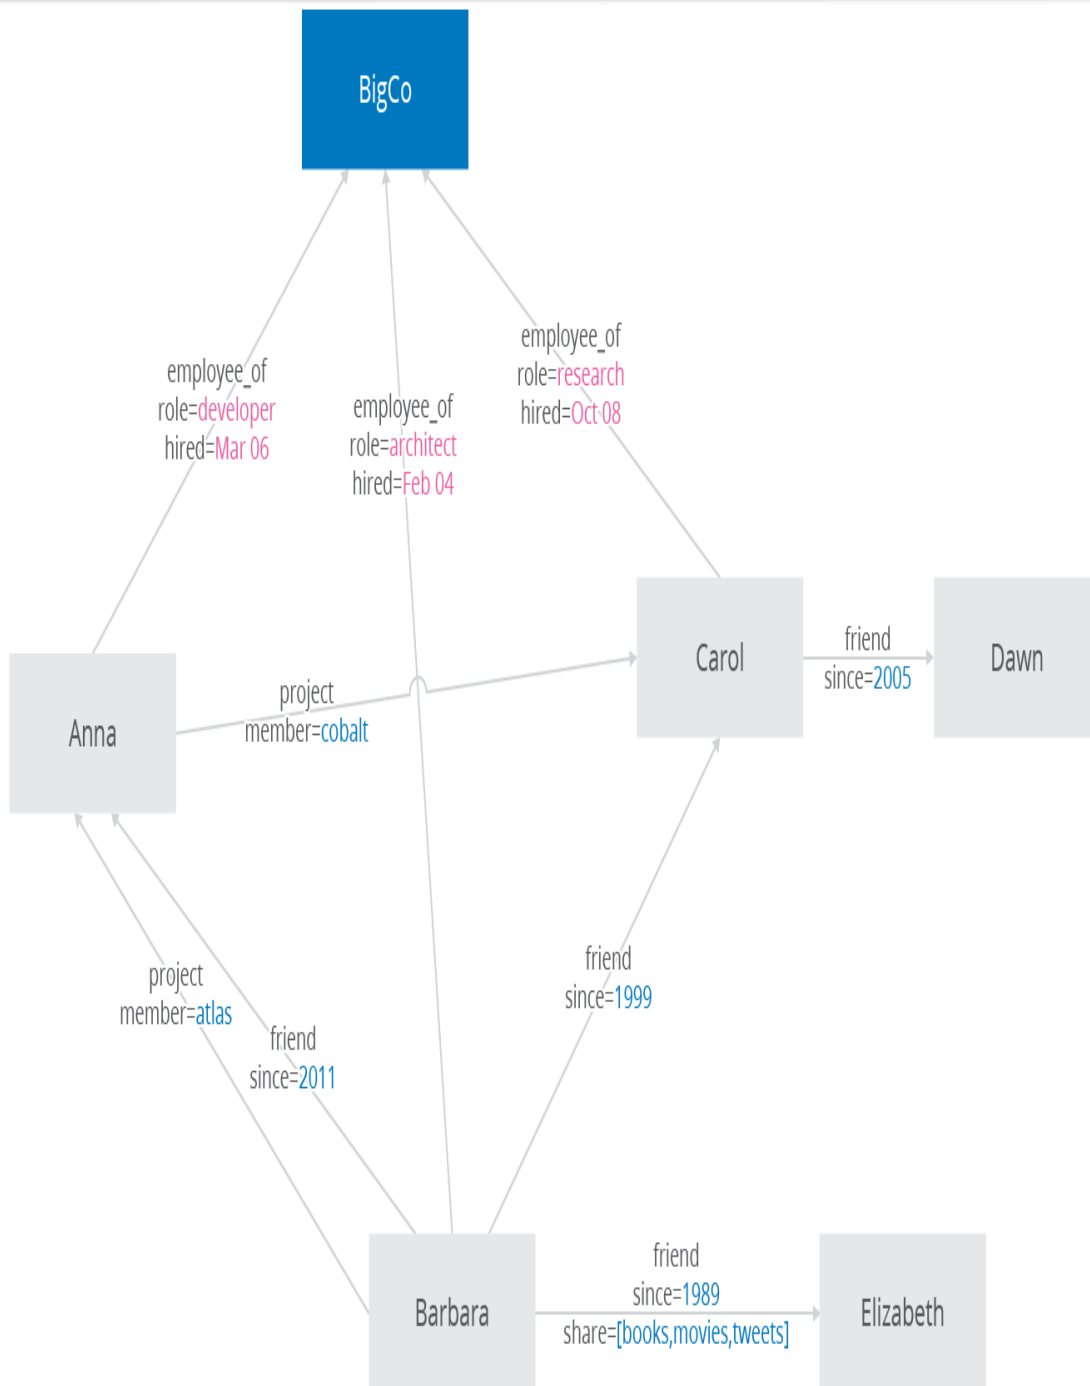 BigCo
employee_of
role=research
hired=Oct 08
employee_of
role=developer
hired=Mar 06
employee_of
role=architect
hired=Feb 04
friend
since=2005
Carol
Dawn
project
member=cobalt
Anna
friend
since=1999
project
member=atlas
friend
since=2011
friend
since=1989
share=[books,movies,tweets]
Barbara
Elizabeth